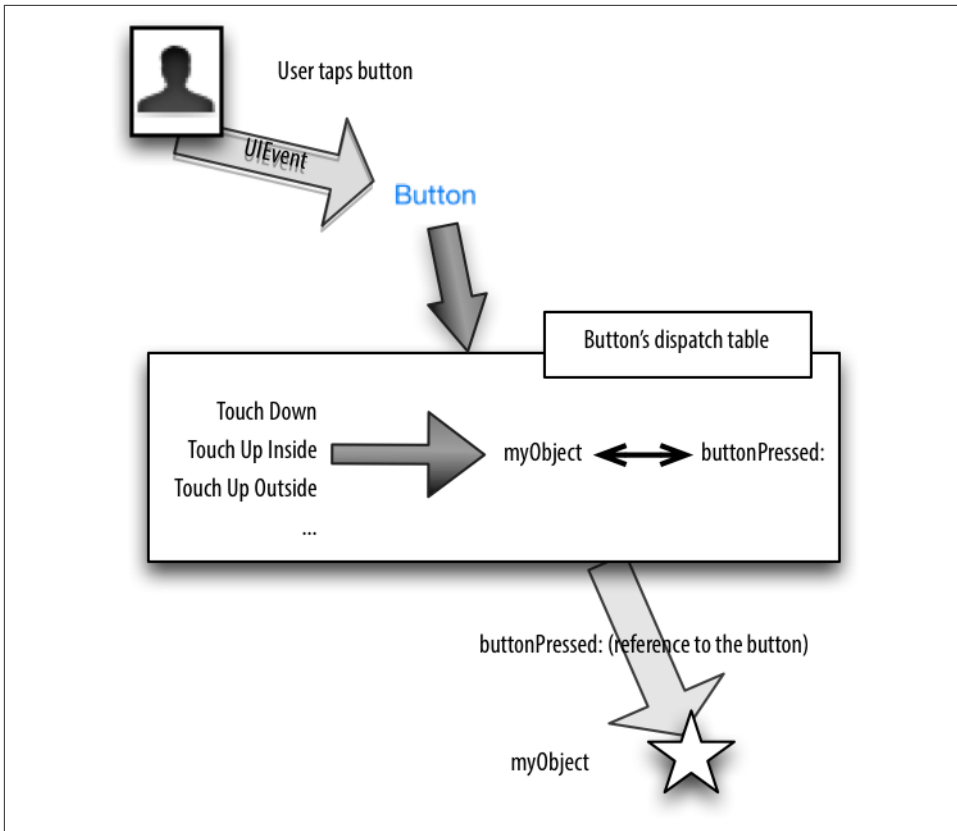 User taps button
UIEvent
Button
Button’s dispatch table
Touch Down
Touch Up Inside
Touch Up Outside
...
myObject
buttonPressed:
buttonPressed: (reference to the button)
myObject